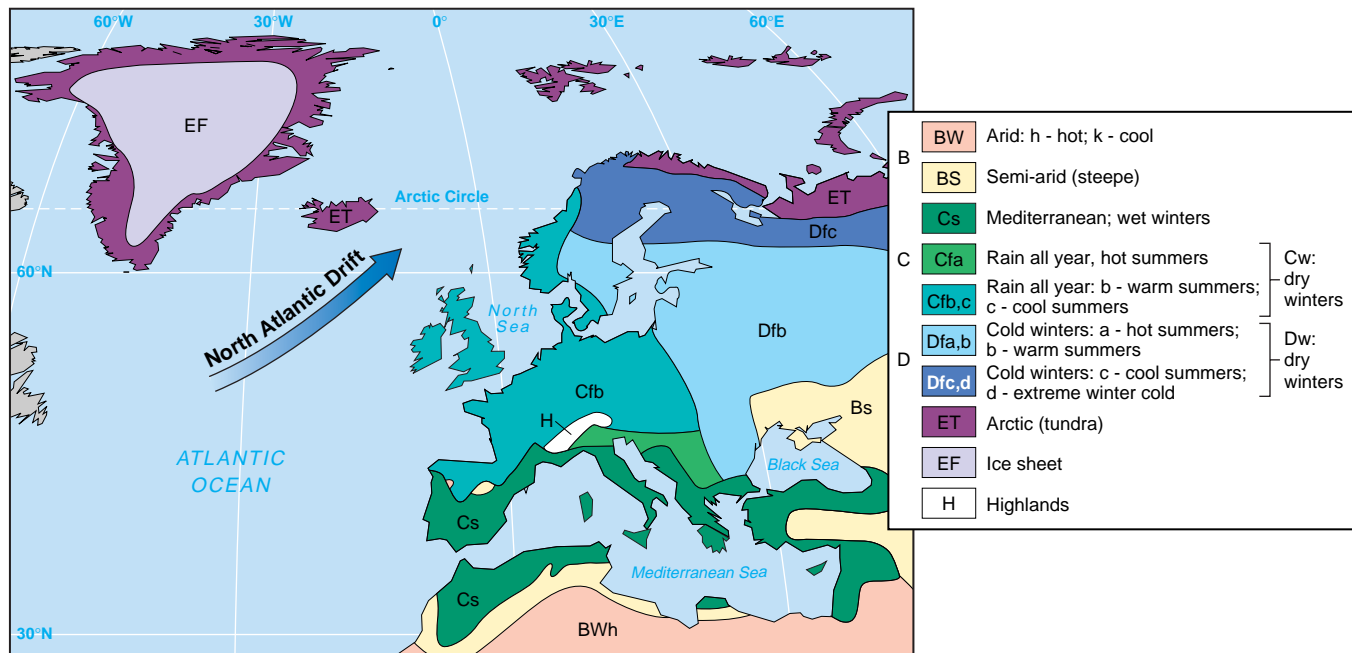 60°W
30°W
0°
30°E
60°E
EF
ET
Arctic Circle
ET
Dfc
60°N
North Atlantic Drift
North
Sea
Dfb
Cfb
H
Bs
Black Sea
ATLANTIC
OCEAN
Cs
Mediterranean Sea
Cs
BWh
30°N
B
BW Arid: h - hot; k - cool
BS Semi-arid (steepe)
Cs Mediterranean; wet winters
C
Cfa Rain all year, hot summers
Cfb,c Rain all year: b - warm summers;
c - cool summers
Cw:
dry
winters
D
Dfa,b Cold winters: a - hot summers;
b - warm summers
Dfc,d Cold winters: c - cool summers;
d - extreme winter cold
Dw:
dry
winters
ET Arctic (tundra)
EF Ice sheet
H Highlands